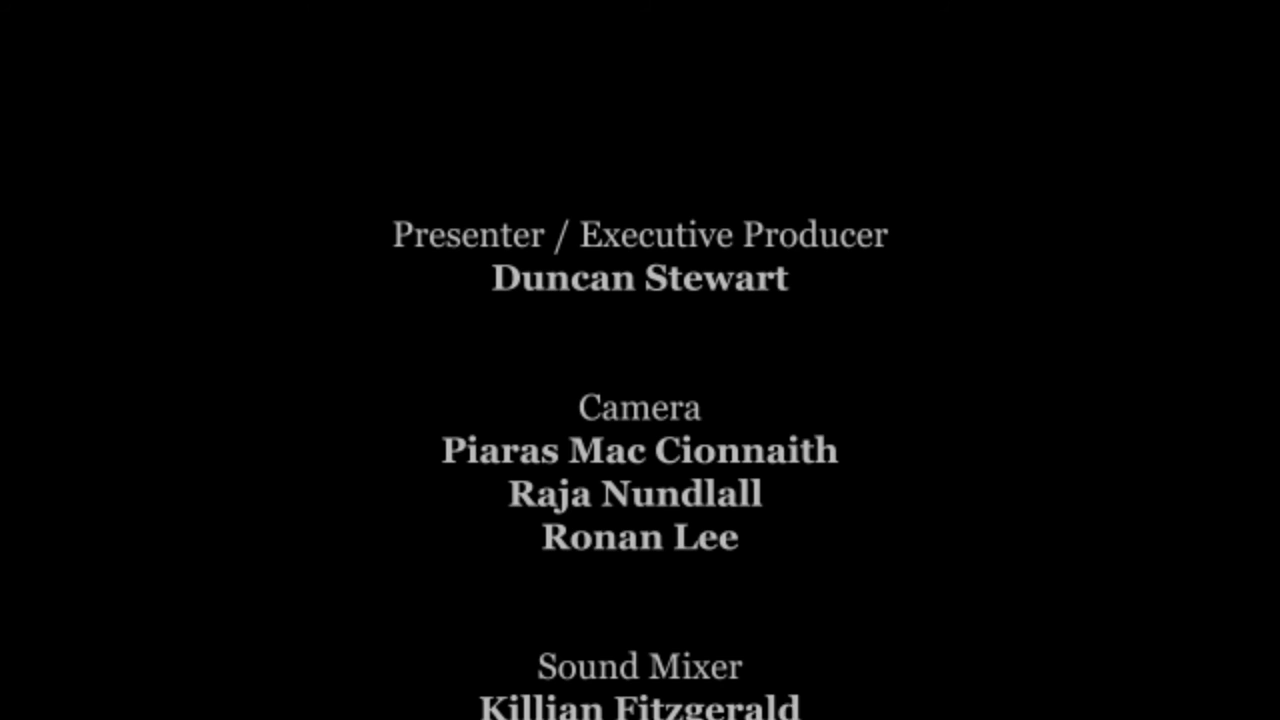 Presenter / Executive Producer
Duncan Stewart
Camera
Piaras Mac Cionnaith
Raja Nundlall
Ronan Lee
Sound Mixer
Killian Fitzgerald